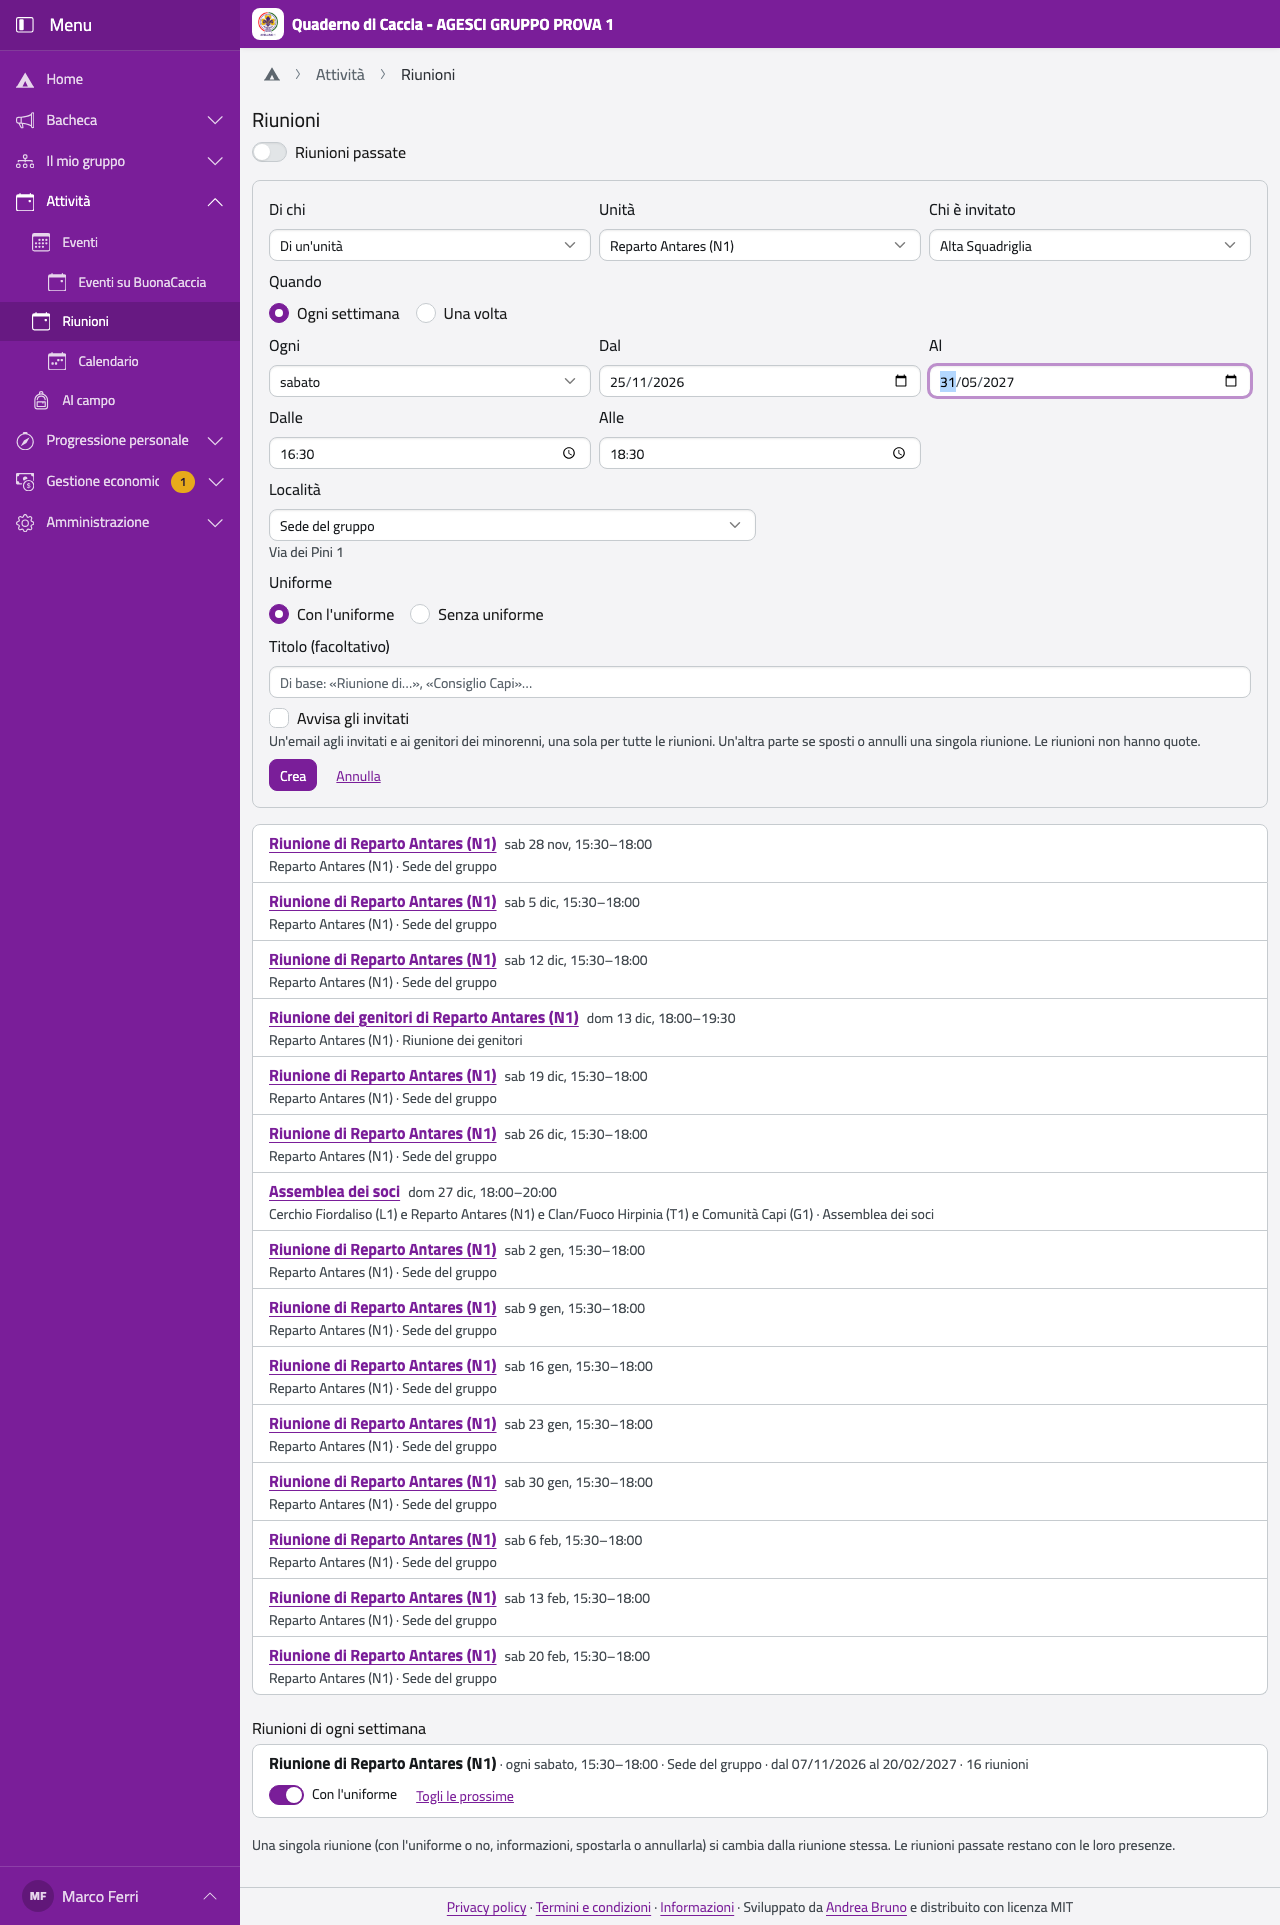 Menu
Quaderno di Caccia - AGESCI GRUPPO PROVA 1
Home
Bacheca
Il mio gruppo
Attività
Eventi
Eventi su BuonaCaccia
Riunioni
Calendario
Al campo
Progressione personale
Gestione economic
1
Amministrazione
MF Marco Ferri
Attività
Riunioni
Riunioni
Riunioni passate
Di chi
Unità
Chi è invitato
Di un'unità
Reparto Antares (N1)
Alta Squadriglia
Quando
Ogni settimana
Una volta
Ogni
Dal
Al
sabato
25/11/2026
31/05/2027
Dalle
Alle
16:30
18:30
Località
Sede del gruppo
Via dei Pini 1
Uniforme
Con l'uniforme
Senza uniforme
Titolo (facoltativo)
Di base: «Riunione di...», «Consiglio Capi»...
Avvisa gli invitati
Un'email agli invitati e ai genitori dei minorenni, una sola per tutte le riunioni. Un'altra parte se sposti o annulli una singola riunione. Le riunioni non hanno quote.
Crea
Annulla
Riunione di Reparto Antares (N1) sab 28 nov, 15:30–18:00
Reparto Antares (N1) · Sede del gruppo
Riunione di Reparto Antares (N1) sab 5 dic, 15:30–18:00
Reparto Antares (N1) · Sede del gruppo
Riunione di Reparto Antares (N1) sab 12 dic, 15:30–18:00
Reparto Antares (N1) · Sede del gruppo
Riunione dei genitori di Reparto Antares (N1) dom 13 dic, 18:00–19:30
Reparto Antares (N1) · Riunione dei genitori
Riunione di Reparto Antares (N1) sab 19 dic, 15:30–18:00
Reparto Antares (N1) · Sede del gruppo
Riunione di Reparto Antares (N1) sab 26 dic, 15:30–18:00
Reparto Antares (N1) · Sede del gruppo
Assemblea dei soci dom 27 dic, 18:00–20:00
Cerchio Fiordaliso (L1) e Reparto Antares (N1) e Clan/Fuoco Hirpinia (T1) e Comunità Capi (G1) · Assemblea dei soci
Riunione di Reparto Antares (N1) sab 2 gen, 15:30–18:00
Reparto Antares (N1) · Sede del gruppo
Riunione di Reparto Antares (N1) sab 9 gen, 15:30–18:00
Reparto Antares (N1) · Sede del gruppo
Riunione di Reparto Antares (N1) sab 16 gen, 15:30–18:00
Reparto Antares (N1) · Sede del gruppo
Riunione di Reparto Antares (N1) sab 23 gen, 15:30–18:00
Reparto Antares (N1) · Sede del gruppo
Riunione di Reparto Antares (N1) sab 30 gen, 15:30–18:00
Reparto Antares (N1) · Sede del gruppo
Riunione di Reparto Antares (N1) sab 6 feb, 15:30–18:00
Reparto Antares (N1) · Sede del gruppo
Riunione di Reparto Antares (N1) sab 13 feb, 15:30–18:00
Reparto Antares (N1) · Sede del gruppo
Riunione di Reparto Antares (N1) sab 20 feb, 15:30–18:00
Reparto Antares (N1) · Sede del gruppo
Riunioni di ogni settimana
Riunione di Reparto Antares (N1) · ogni sabato, 15:30–18:00 · Sede del gruppo · dal 07/11/2026 al 20/02/2027 · 16 riunioni
Con l'uniforme
Togli le prossime
Una singola riunione (con l'uniforme o no, informazioni, spostarla o annullarla) si cambia dalla riunione stessa. Le riunioni passate restano con le loro presenze.
Privacy policy · Termini e condizioni · Informazioni · Sviluppato da Andrea Bruno e distribuito con licenza MIT